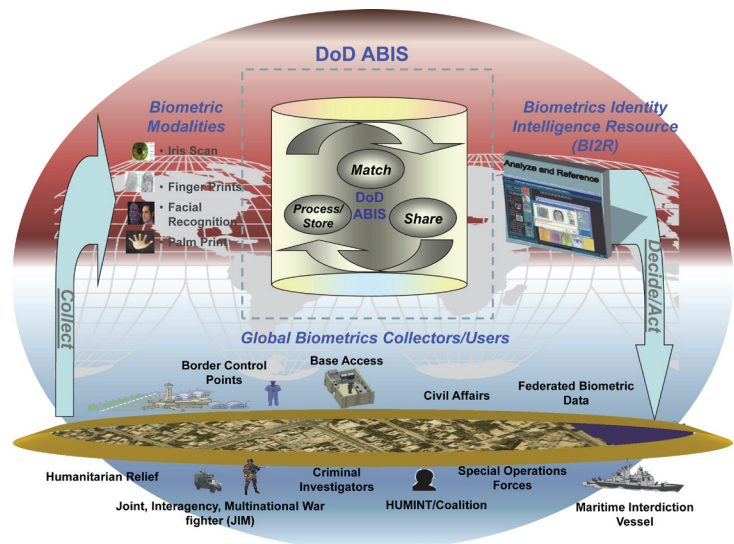 DoD ABIS
Biometric
Modalities
• Iris Scan
• Finger Prints
• Facial
Recognition
• Palm Print
Match
DoD
ABIS
Process/
Store
Share
Biometrics Identity
Intelligence Resource
(BI2R)
Analyze and Reference
Collect
Decide/Act
Global Biometrics Collectors/Users
Border Control
Points
Base Access
Civil Affairs
Federated Biometric
Data
Humanitarian Relief
Joint, Interagency, Multinational War
fighter (JIM)
Criminal
Investigators
HUMINT/Coalition
Special Operations
Forces
Maritime Interdiction
Vessel